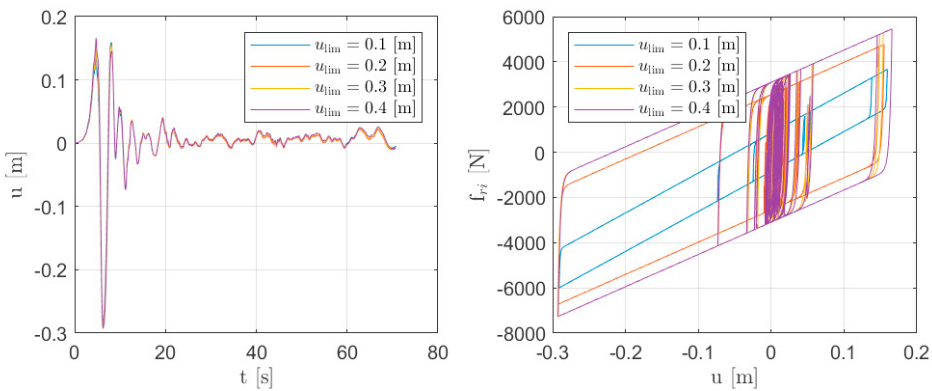 0.2
0.1
0
-0.1
-0.2
-0.3
u [m]
0 20 40 60 80
t [s]
u_lim = 0.1 [m]
u_lim = 0.2 [m]
u_lim = 0.3 [m]
u_lim = 0.4 [m]
6000
4000
2000
0
-2000
-4000
-6000
-8000
f_ri [N]
-0.3 -0.2 -0.1 0 0.1 0.2
u [m]
u_lim = 0.1 [m]
u_lim = 0.2 [m]
u_lim = 0.3 [m]
u_lim = 0.4 [m]